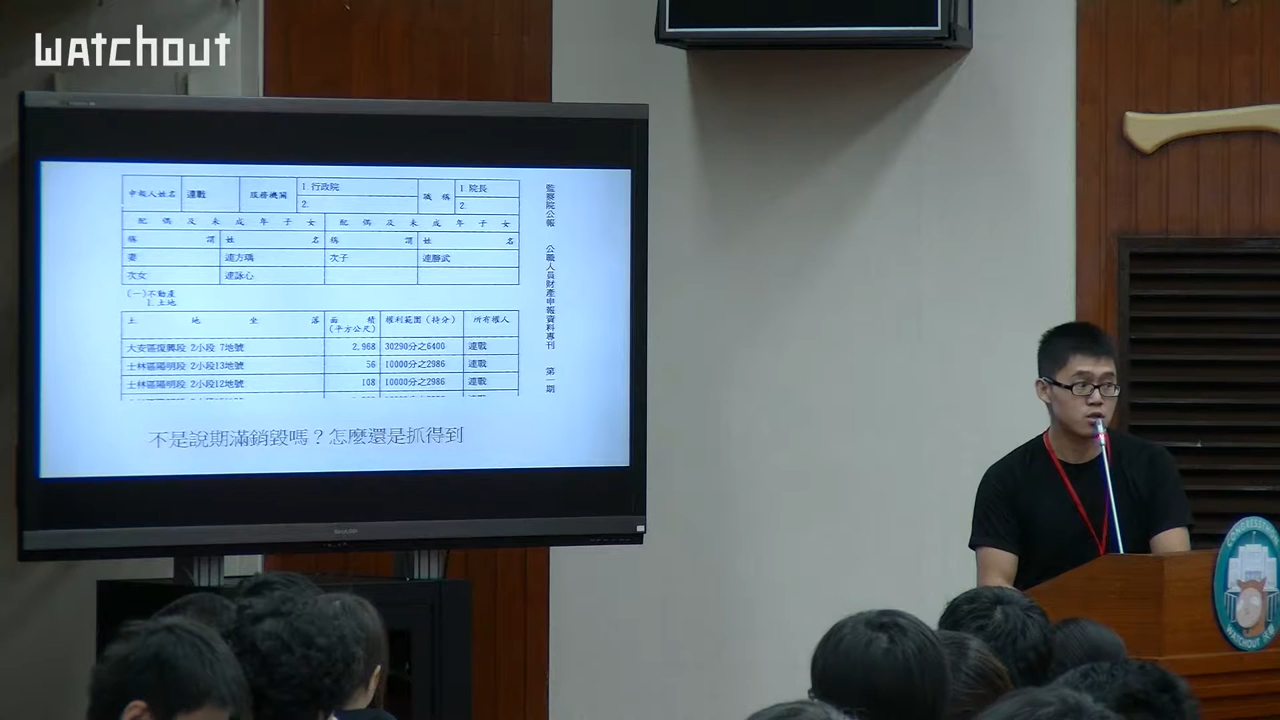 WATCHOUT
申報人姓名 連戰 服務機關 1.行政院 職稱 1.院長
2. 2.
配偶及未成年子女 配偶及未成年子女
稱謂 姓名 稱謂 姓名
妻 連方瑀 次子 連勝武
次女 連詠心
(一)不動產
1.土地
土地坐落 面積(平方公尺) 權利範圍(持分) 所有權人
大安區復興段 2小段 7地號 2,968 30290分之6400 連戰
士林區陽明段 2小段13地號 56 10000分之2986 連戰
士林區陽明段 2小段12地號 108 10000分之2986 連戰
監察院公報 公職人員財產申報資料專刊 第一期
不是說期滿銷毀嗎？怎麼還是抓得到
SHARP